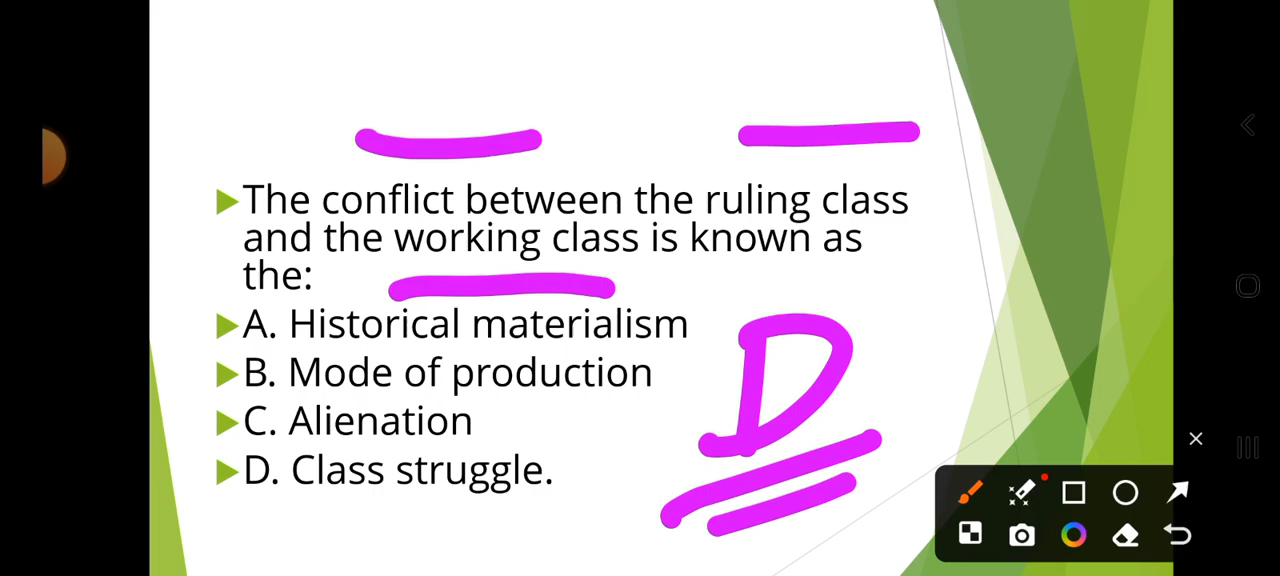 The conflict between the ruling class
and the working class is known as
the:
A. Historical materialism
B. Mode of production
C. Alienation
D. Class struggle.
D